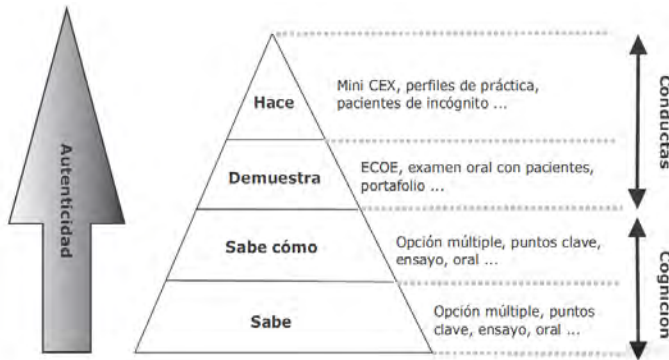 Autenticidad
Hace
Mini CEX, perfiles de práctica,
pacientes de incógnito ...
Demuestra
ECOE, examen oral con pacientes,
portafolio ...
Conductas
Sabe cómo
Opción múltiple, puntos clave,
ensayo, oral ...
Sabe
Opción múltiple, puntos
clave, ensayo, oral ...
Cognición